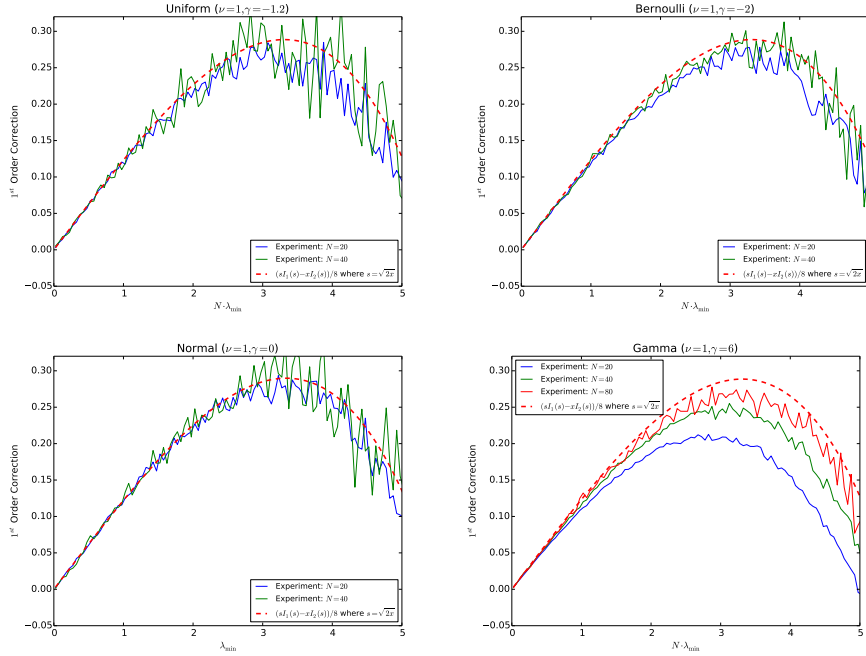 Uniform (ν=1,γ=−1.2)
0.30
0.25
0.20
0.15
0.10
0.05
0.00
−0.05
1st Order Correction
Experiment: N=20
Experiment: N=40
(sI₁(s)−xI₂(s))/8 where s=√2x
0 1 2 3 4 5
N·λmin
Bernoulli (ν=1,γ=−2)
0.30
0.25
0.20
0.15
0.10
0.05
0.00
−0.05
1st Order Correction
Experiment: N=20
Experiment: N=40
(sI₁(s)−xI₂(s))/8 where s=√2x
0 1 2 3 4
N·λmin
Normal (ν=1,γ=0)
0.30
0.25
0.20
0.15
0.10
0.05
0.00
−0.05
1st Order Correction
Experiment: N=20
Experiment: N=40
(sI₁(s)−xI₂(s))/8 where s=√2x
0 1 2 3 4 5
λmin
Gamma (ν=1,γ=6)
Experiment: N=20
Experiment: N=40
Experiment: N=80
(sI₁(s)−xI₂(s))/8 where s=√2x
0.30
0.25
0.20
0.15
0.10
0.05
0.00
−0.05
1st Order Correction
0 1 2 3 4 5
N·λmin